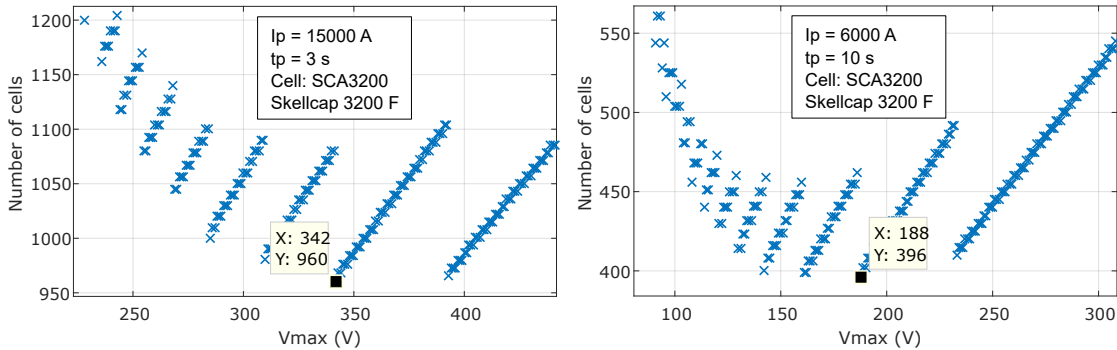 1200
1150
1100
1050
1000
950
Number of cells
Ip = 15000 A
tp = 3 s
Cell: SCA3200
Skellcap 3200 F
X: 342
Y: 960
250
300
350
400
Vmax (V)
550
500
450
400
Number of cells
Ip = 6000 A
tp = 10 s
Cell: SCA3200
Skellcap 3200 F
X: 188
Y: 396
100
150
200
250
300
Vmax (V)